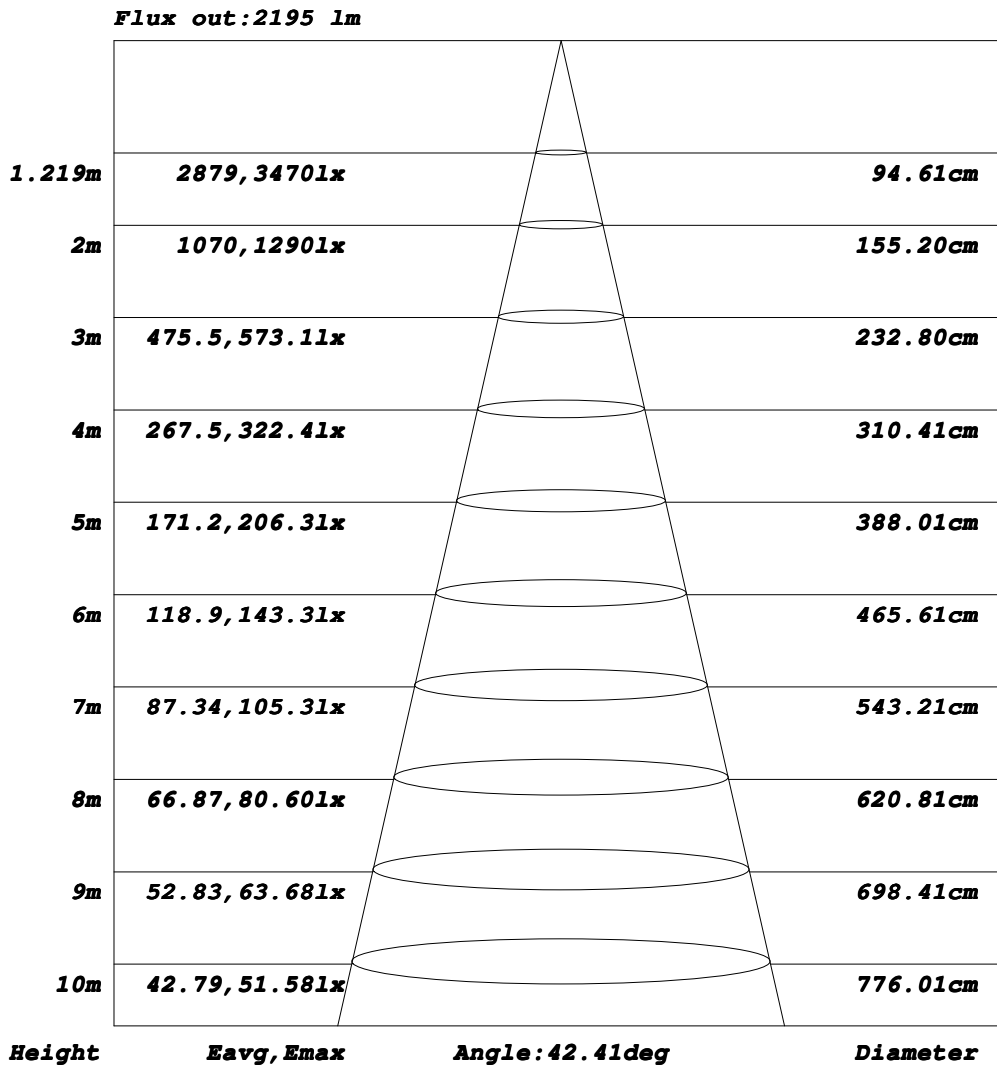 Flux out:2195 lm
1.219m 2879,3470lx 94.61cm
2m 1070,1290lx 155.20cm
3m 475.5,573.1lx 232.80cm
4m 267.5,322.4lx 310.41cm
5m 171.2,206.3lx 388.01cm
6m 118.9,143.3lx 465.61cm
7m 87.34,105.3lx 543.21cm
8m 66.87,80.60lx 620.81cm
9m 52.83,63.68lx 698.41cm
10m 42.79,51.58lx 776.01cm
Height Eavg,Emax Angle:42.41deg Diameter